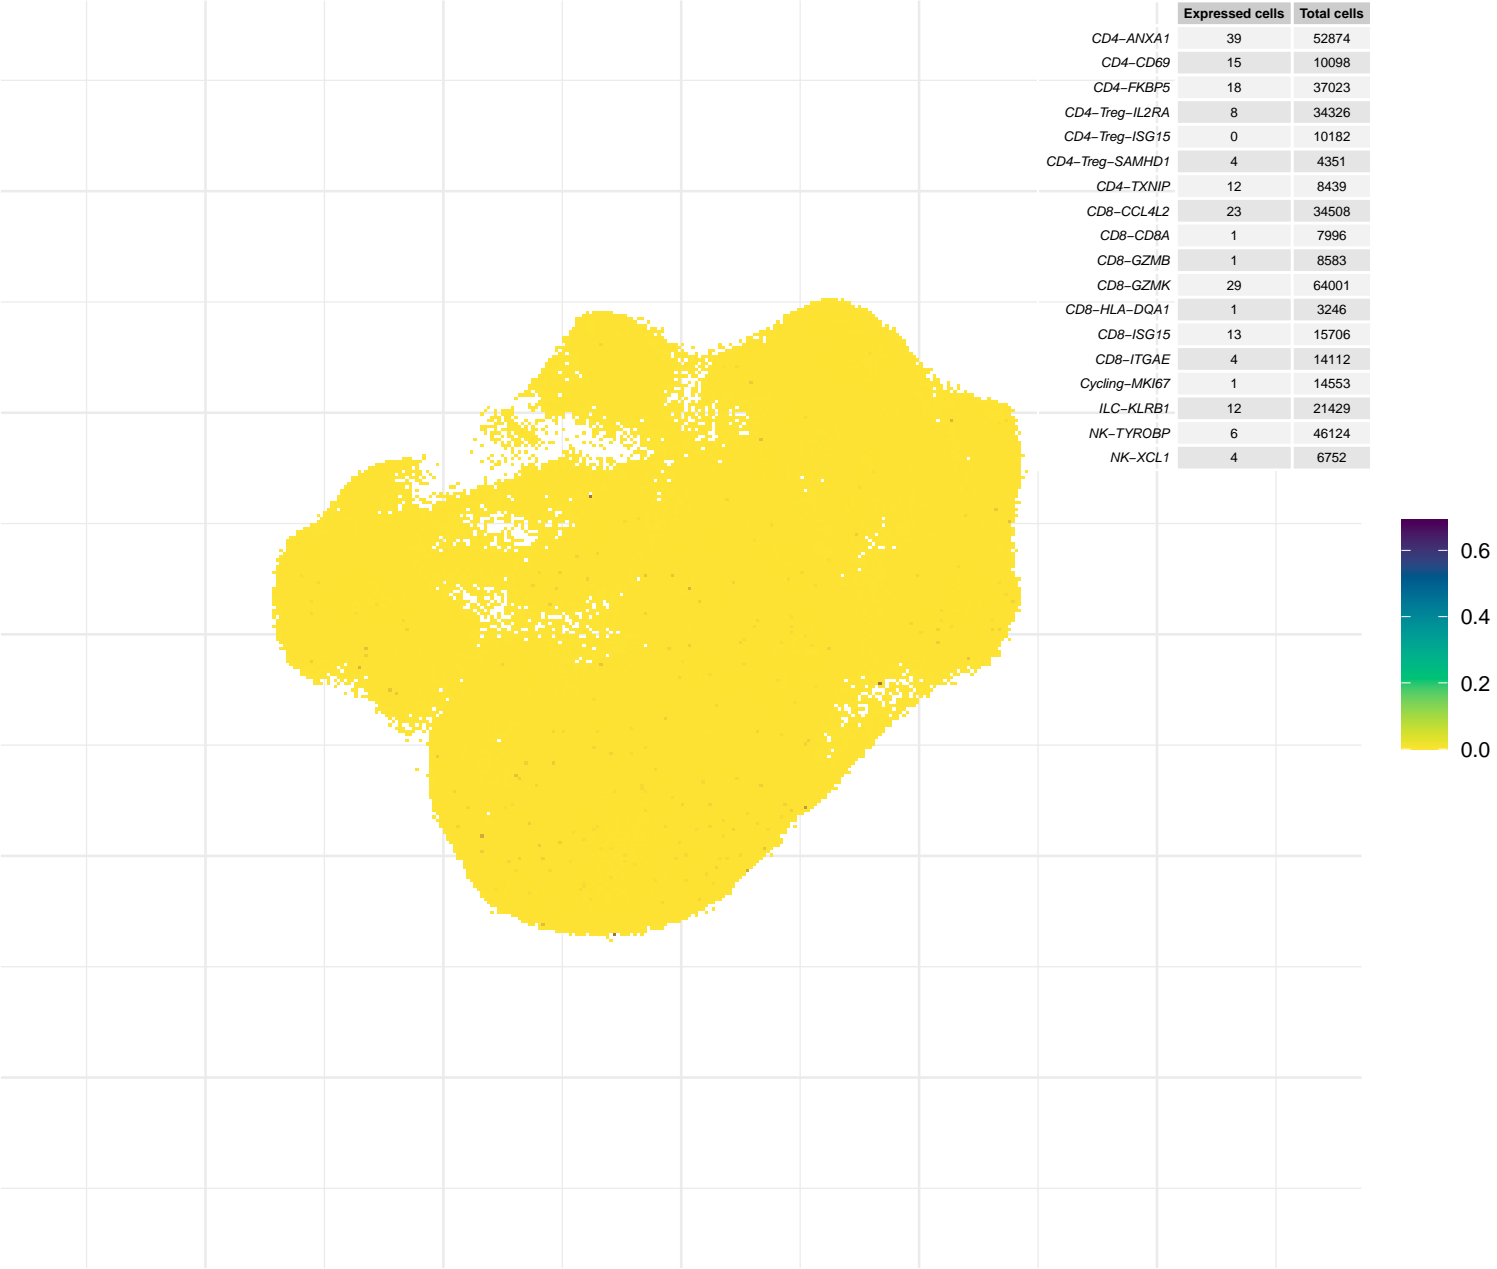 Expressed cells Total cells
CD4−ANXA1 39 52874
CD4−CD69 15 10098
CD4−FKBP5 18 37023
CD4−Treg−IL2RA 8 34326
CD4−Treg−ISG15 0 10182
CD4−Treg−SAMHD1 4 4351
CD4−TXNIP 12 8439
CD8−CCL4L2 23 34508
CD8−CD8A 1 7996
CD8−GZMB 1 8583
CD8−GZMK 29 64001
CD8−HLA−DQA1 1 3246
CD8−ISG15 13 15706
CD8−ITGAE 4 14112
Cycling−MKI67 1 14553
ILC−KLRB1 12 21429
NK−TYROBP 6 46124
NK−XCL1 4 6752
0.6
0.4
0.2
0.0